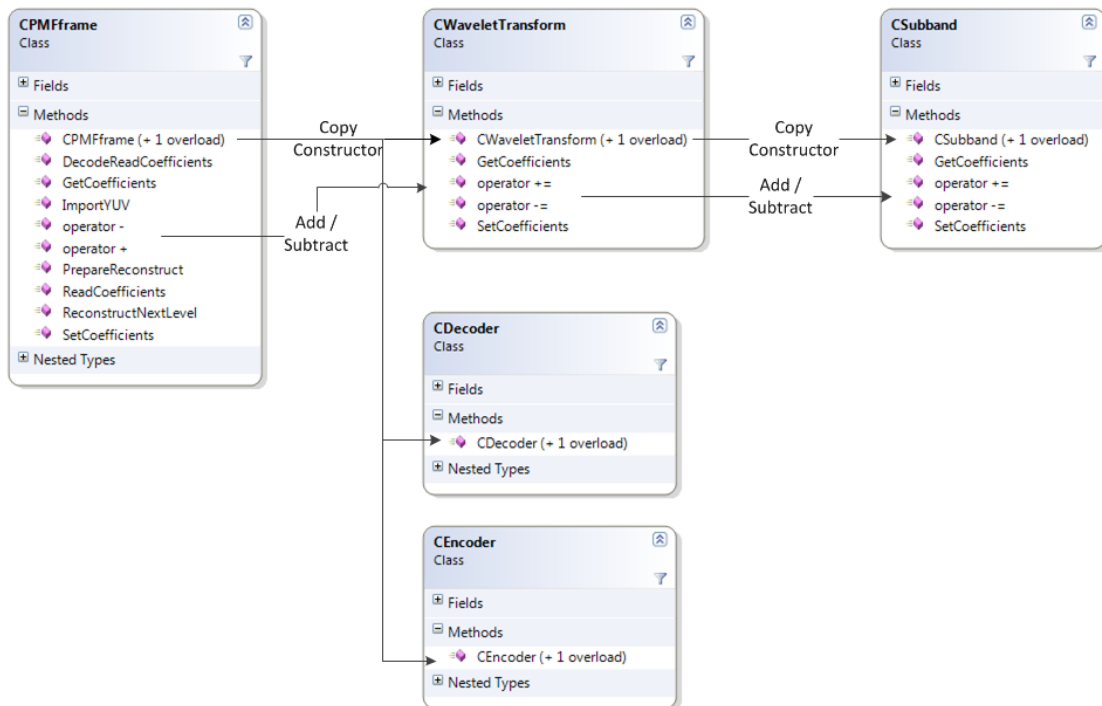 CPMFframe
Class
Fields
Methods
CPMFframe (+ 1 overload)
DecodeReadCoefficients
GetCoefficients
ImportYUV
operator -
operator +
PrepareReconstruct
ReadCoefficients
ReconstructNextLevel
SetCoefficients
Nested Types
Copy
Constructor
Add /
Subtract
CWaveletTransform
Class
Fields
Methods
CWaveletTransform (+ 1 overload)
GetCoefficients
operator +=
operator -=
SetCoefficients
Copy
Constructor
Add /
Subtract
CSubband
Class
Fields
Methods
CSubband (+ 1 overload)
GetCoefficients
operator +=
operator -=
SetCoefficients
CDecoder
Class
Fields
Methods
CDecoder (+ 1 overload)
Nested Types
CEncoder
Class
Fields
Methods
CEncoder (+ 1 overload)
Nested Types